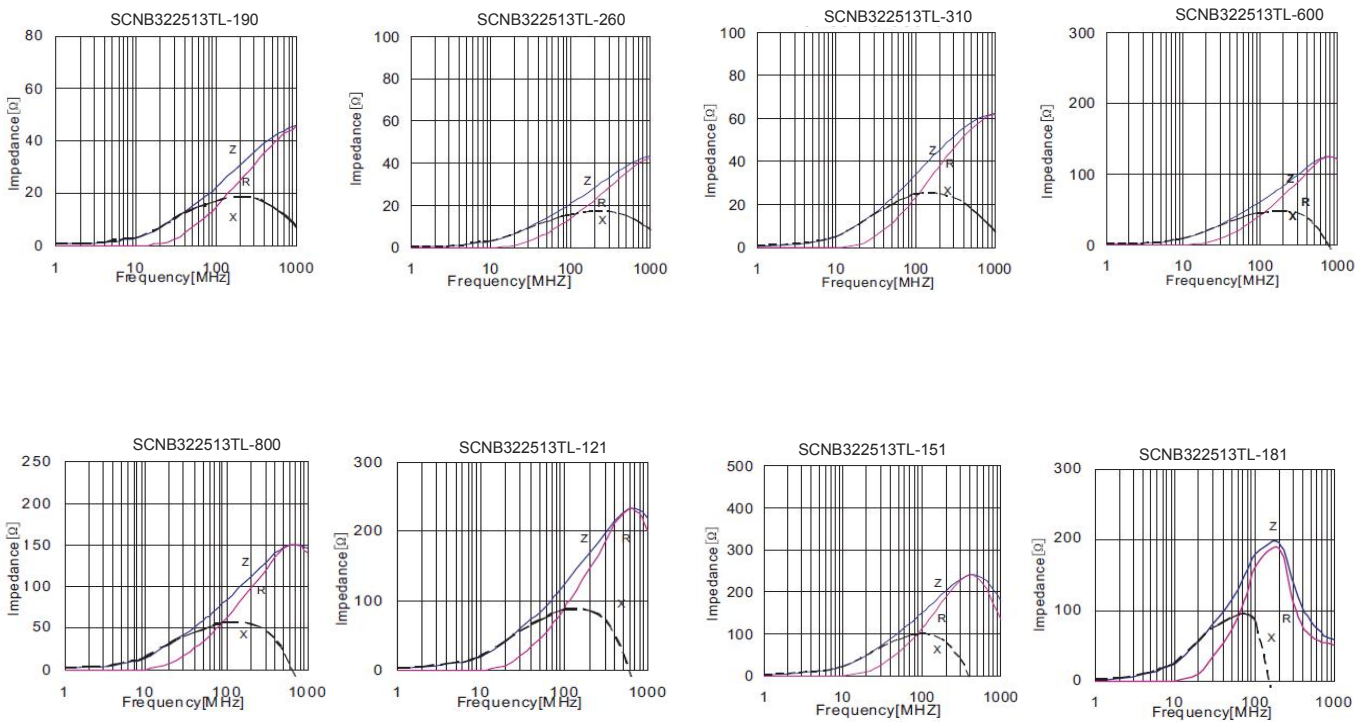 SCNB322513TL-190
80
60
40
20
0
Impedance[Ω]
Z
R
X
1
10
100
1000
Frequency[MHZ]
SCNB322513TL-260
100
80
60
40
20
0
Impedance[Ω]
Z
R
X
1
10
100
1000
Frequency[MHZ]
SCNB322513TL-310
100
80
60
40
20
0
Impedance[Ω]
Z
R
X
1
10
100
1000
Frequency[MHZ]
SCNB322513TL-600
300
200
100
0
Impedance[Ω]
Z
R
X
1
10
100
1000
Frequency[MHZ]
SCNB322513TL-800
250
200
150
100
50
0
Impedance[Ω]
Z
R
X
1
10
100
1000
Frequency[MHZ]
SCNB322513TL-121
300
200
100
0
Impedance[Ω]
Z
R
X
1
10
100
1000
Frequency[MHZ]
SCNB322513TL-151
500
400
300
200
100
0
Impedance[Ω]
Z
R
X
1
10
100
1000
Frequency[MHZ]
SCNB322513TL-181
300
200
100
0
Impedance[Ω]
Z
R
X
1
10
100
1000
Frequency[MHZ]